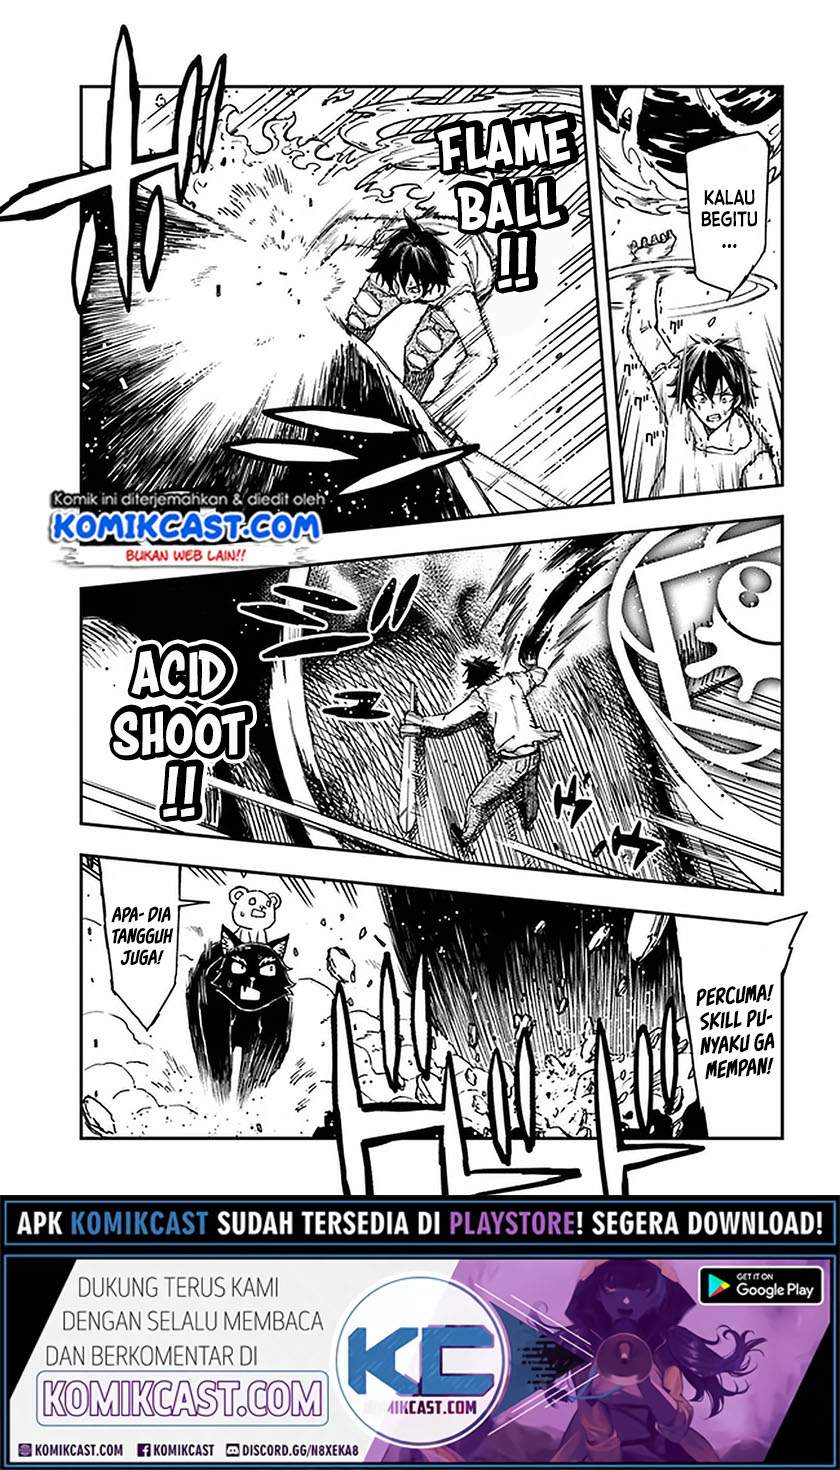 KALAU
BEGITU
...
FLAME
BALL
!!
Komik ini diterjemahkan & diedit oleh
KOMIKCAST.COM
BUKAN WEB LAIN!!
ACID
SHOOT
!!
PERCUMA!
SKILL PU-
NYAKU GA
MEMPAN!
APA- DIA
TANGGUH
JUGA!
APK KOMIKCAST SUDAH TERSEDIA DI PLAYSTORE! SEGERA DOWNLOAD!
DUKUNG TERUS KAMI
DENGAN SELALU MEMBACA
DAN BERKOMENTAR DI
KOMIKCAST.COM
KOMIKCAST.COM
KOMIKCAST
DISCORD.GG/N8XEKA8
KC
MIKCAST.COM
GET IT ON
Google Play